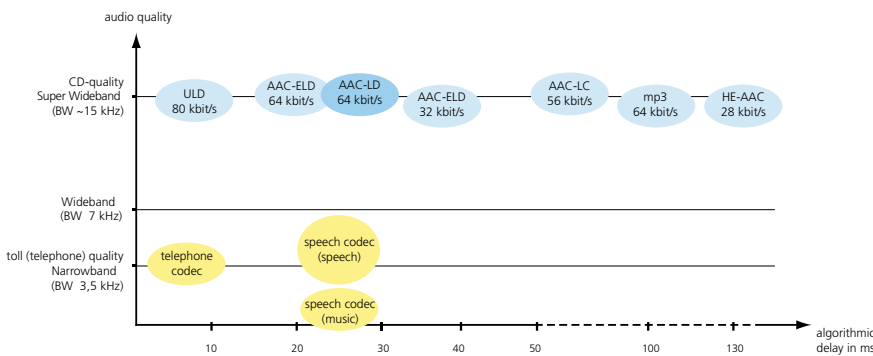 audio quality
CD-quality
Super Wideband
(BW ~15 kHz)
ULD
80 kbit/s
AAC-ELD
64 kbit/s
AAC-LD
64 kbit/s
AAC-ELD
32 kbit/s
AAC-LC
56 kbit/s
mp3
64 kbit/s
HE-AAC
28 kbit/s
Wideband
(BW 7 kHz)
toll (telephone) quality
Narrowband
(BW 3,5 kHz)
telephone
codec
speech codec
(speech)
speech codec
(music)
10 20 30 40 50 100 130
algorithmic
delay in ms